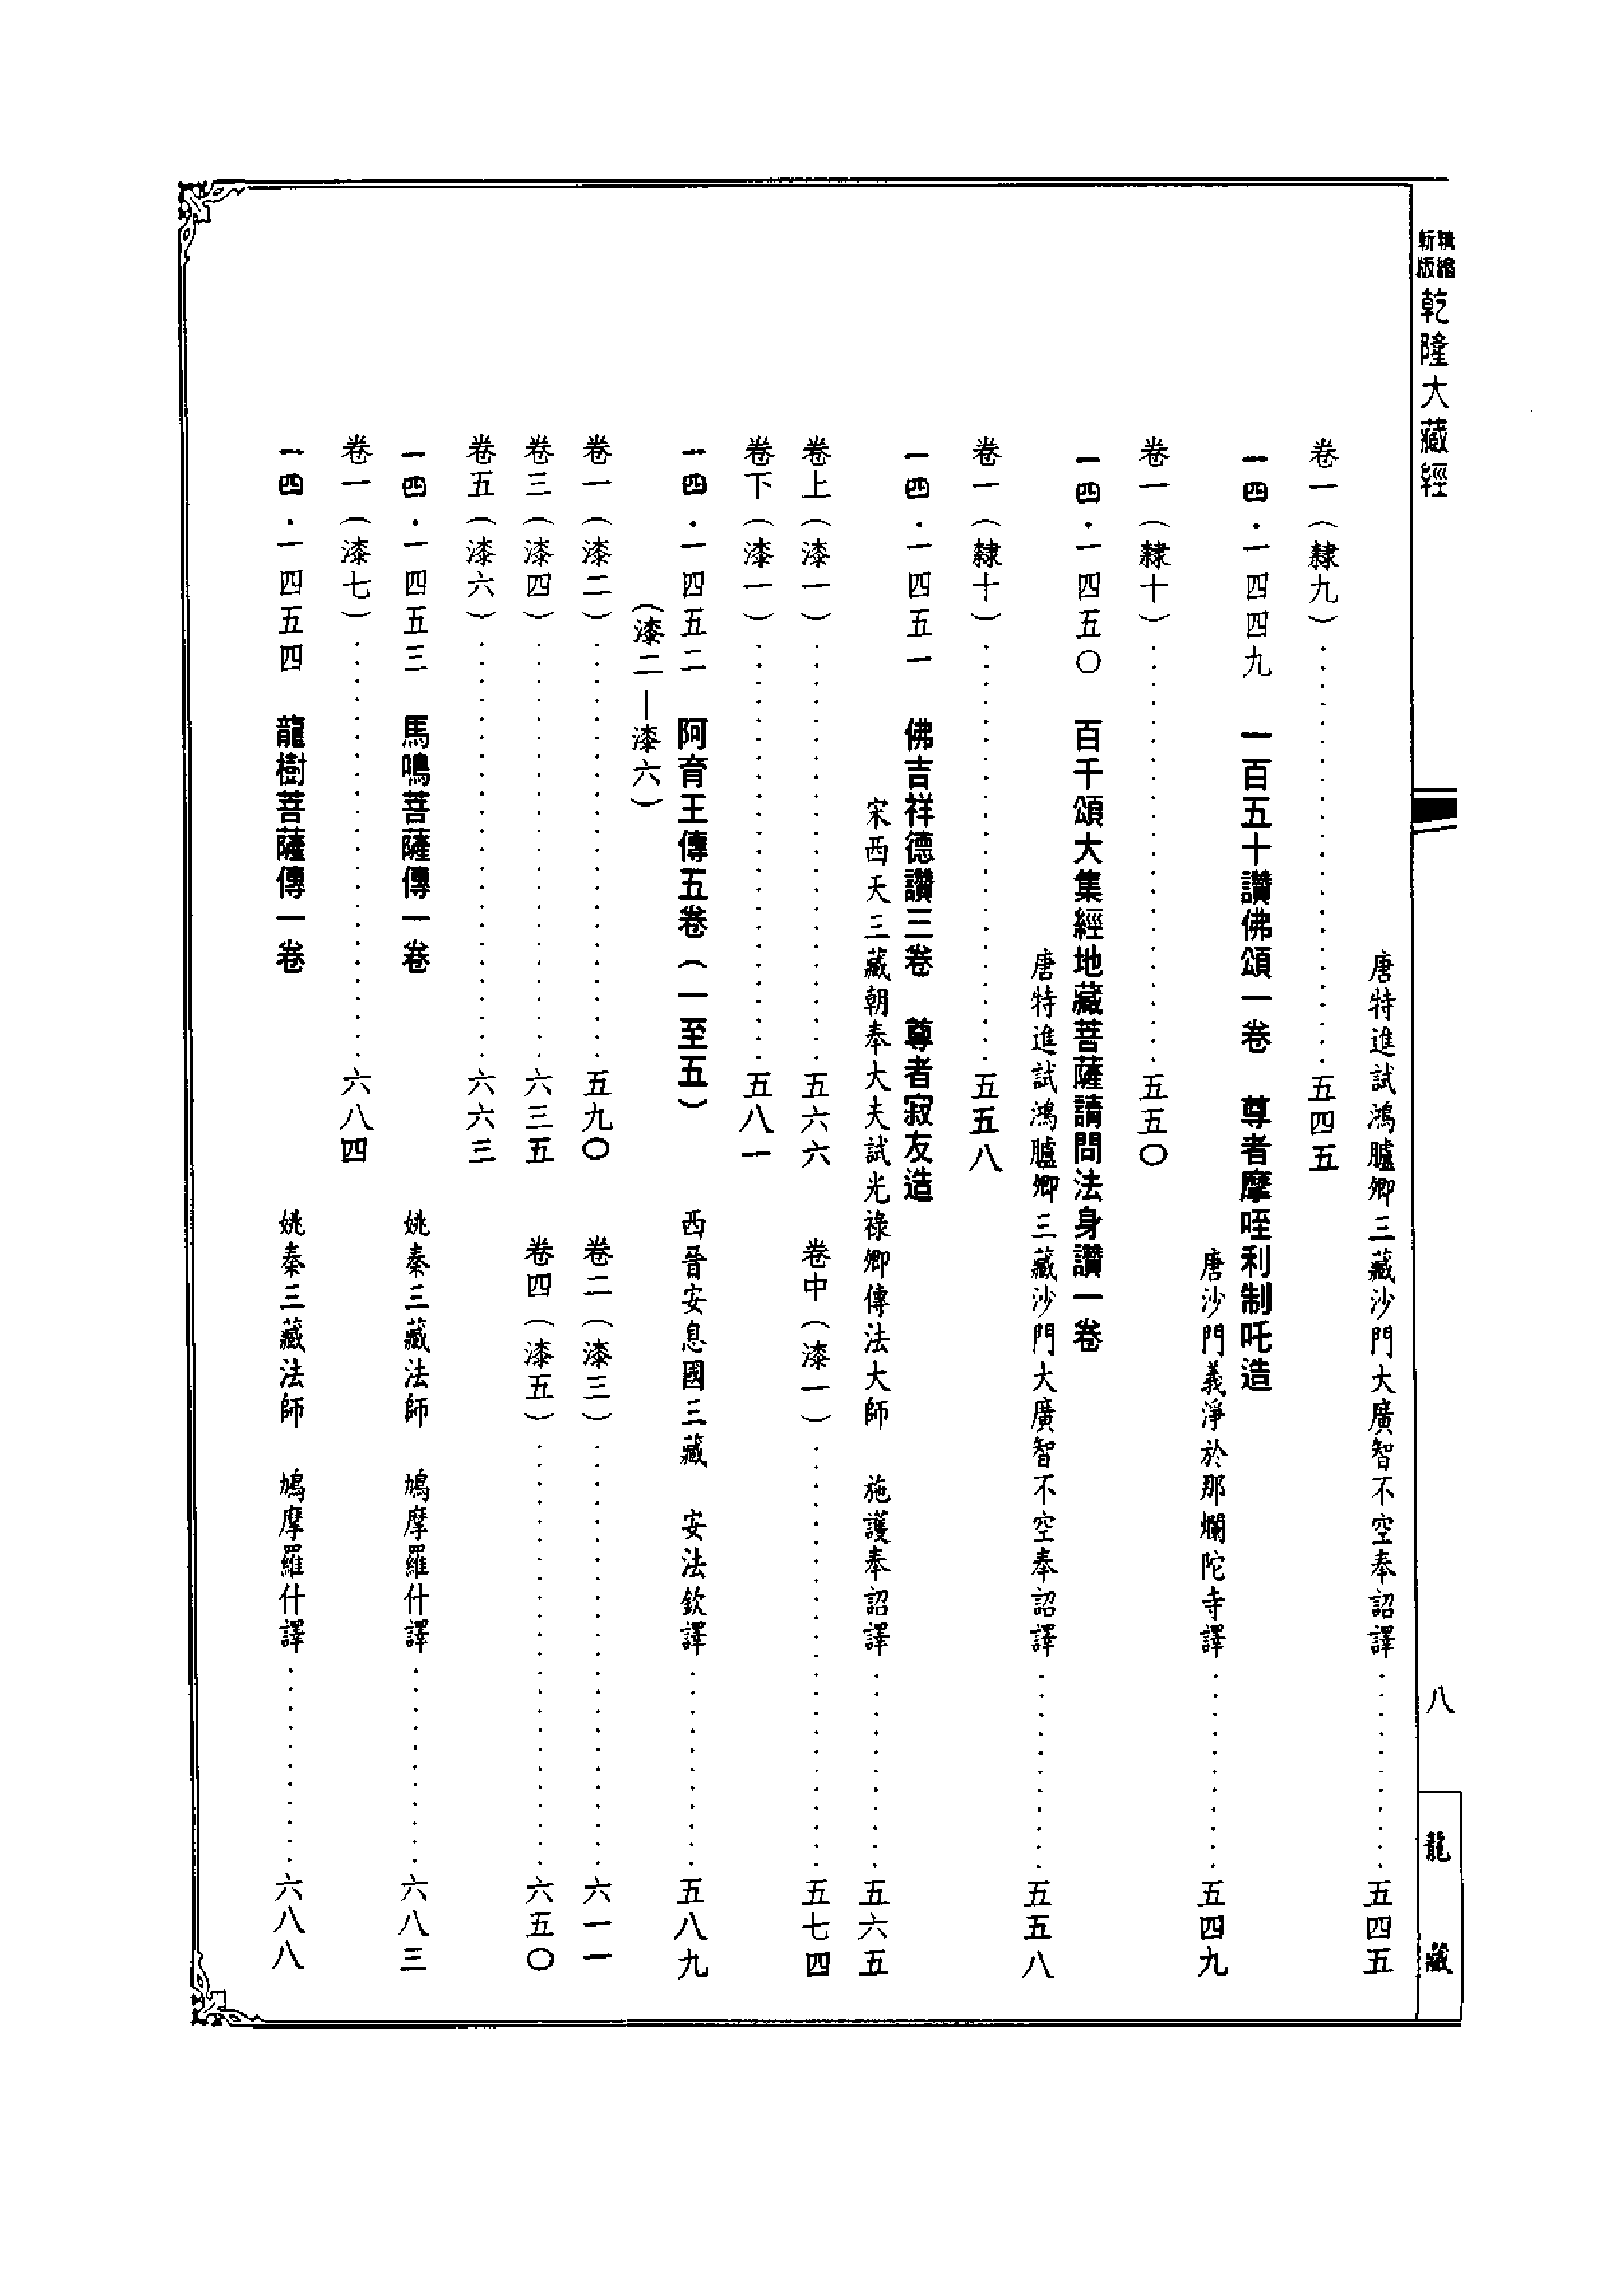 精縮新版 乾隆大藏經
八
龍藏
唐特進試鴻臚卿三藏沙門大廣智不空奉詔譯..........五四五
卷一(隸九)..........五四五
一四.一四四九 一百五十讚佛頌一卷 尊者摩咥利制吒造
唐沙門義淨於那爛陀寺譯..........五四九
卷一(隸十)..........五五○
一四.一四五○ 百千頌大集經地藏菩薩請問法身讚一卷
唐特進試鴻臚卿三藏沙門大廣智不空奉詔譯..........五五八
卷一(隸十)..........五五八
一四.一四五一 佛吉祥德讚三卷 尊者寂友造
宋西天三藏朝奉大夫試光祿卿傳法大師 施護奉詔譯..........五六五
卷上(漆一)..........五六六 卷中(漆一)..........五七四
卷下(漆一)..........五八一
一四.一四五二 阿育王傳五卷(一至五) 西晉安息國三藏 安法欽譯..........五八九
(漆二—漆六)
卷一(漆二)..........五九○ 卷二(漆三)..........六一一
卷三(漆四)..........六三五 卷四(漆五)..........六五○
卷五(漆六)..........六六三
一四.一四五三 馬鳴菩薩傳一卷 姚秦三藏法師 鳩摩羅什譯..........六八三
卷一(漆七)..........六八四
一四.一四五四 龍樹菩薩傳一卷 姚秦三藏法師 鳩摩羅什譯..........六八八